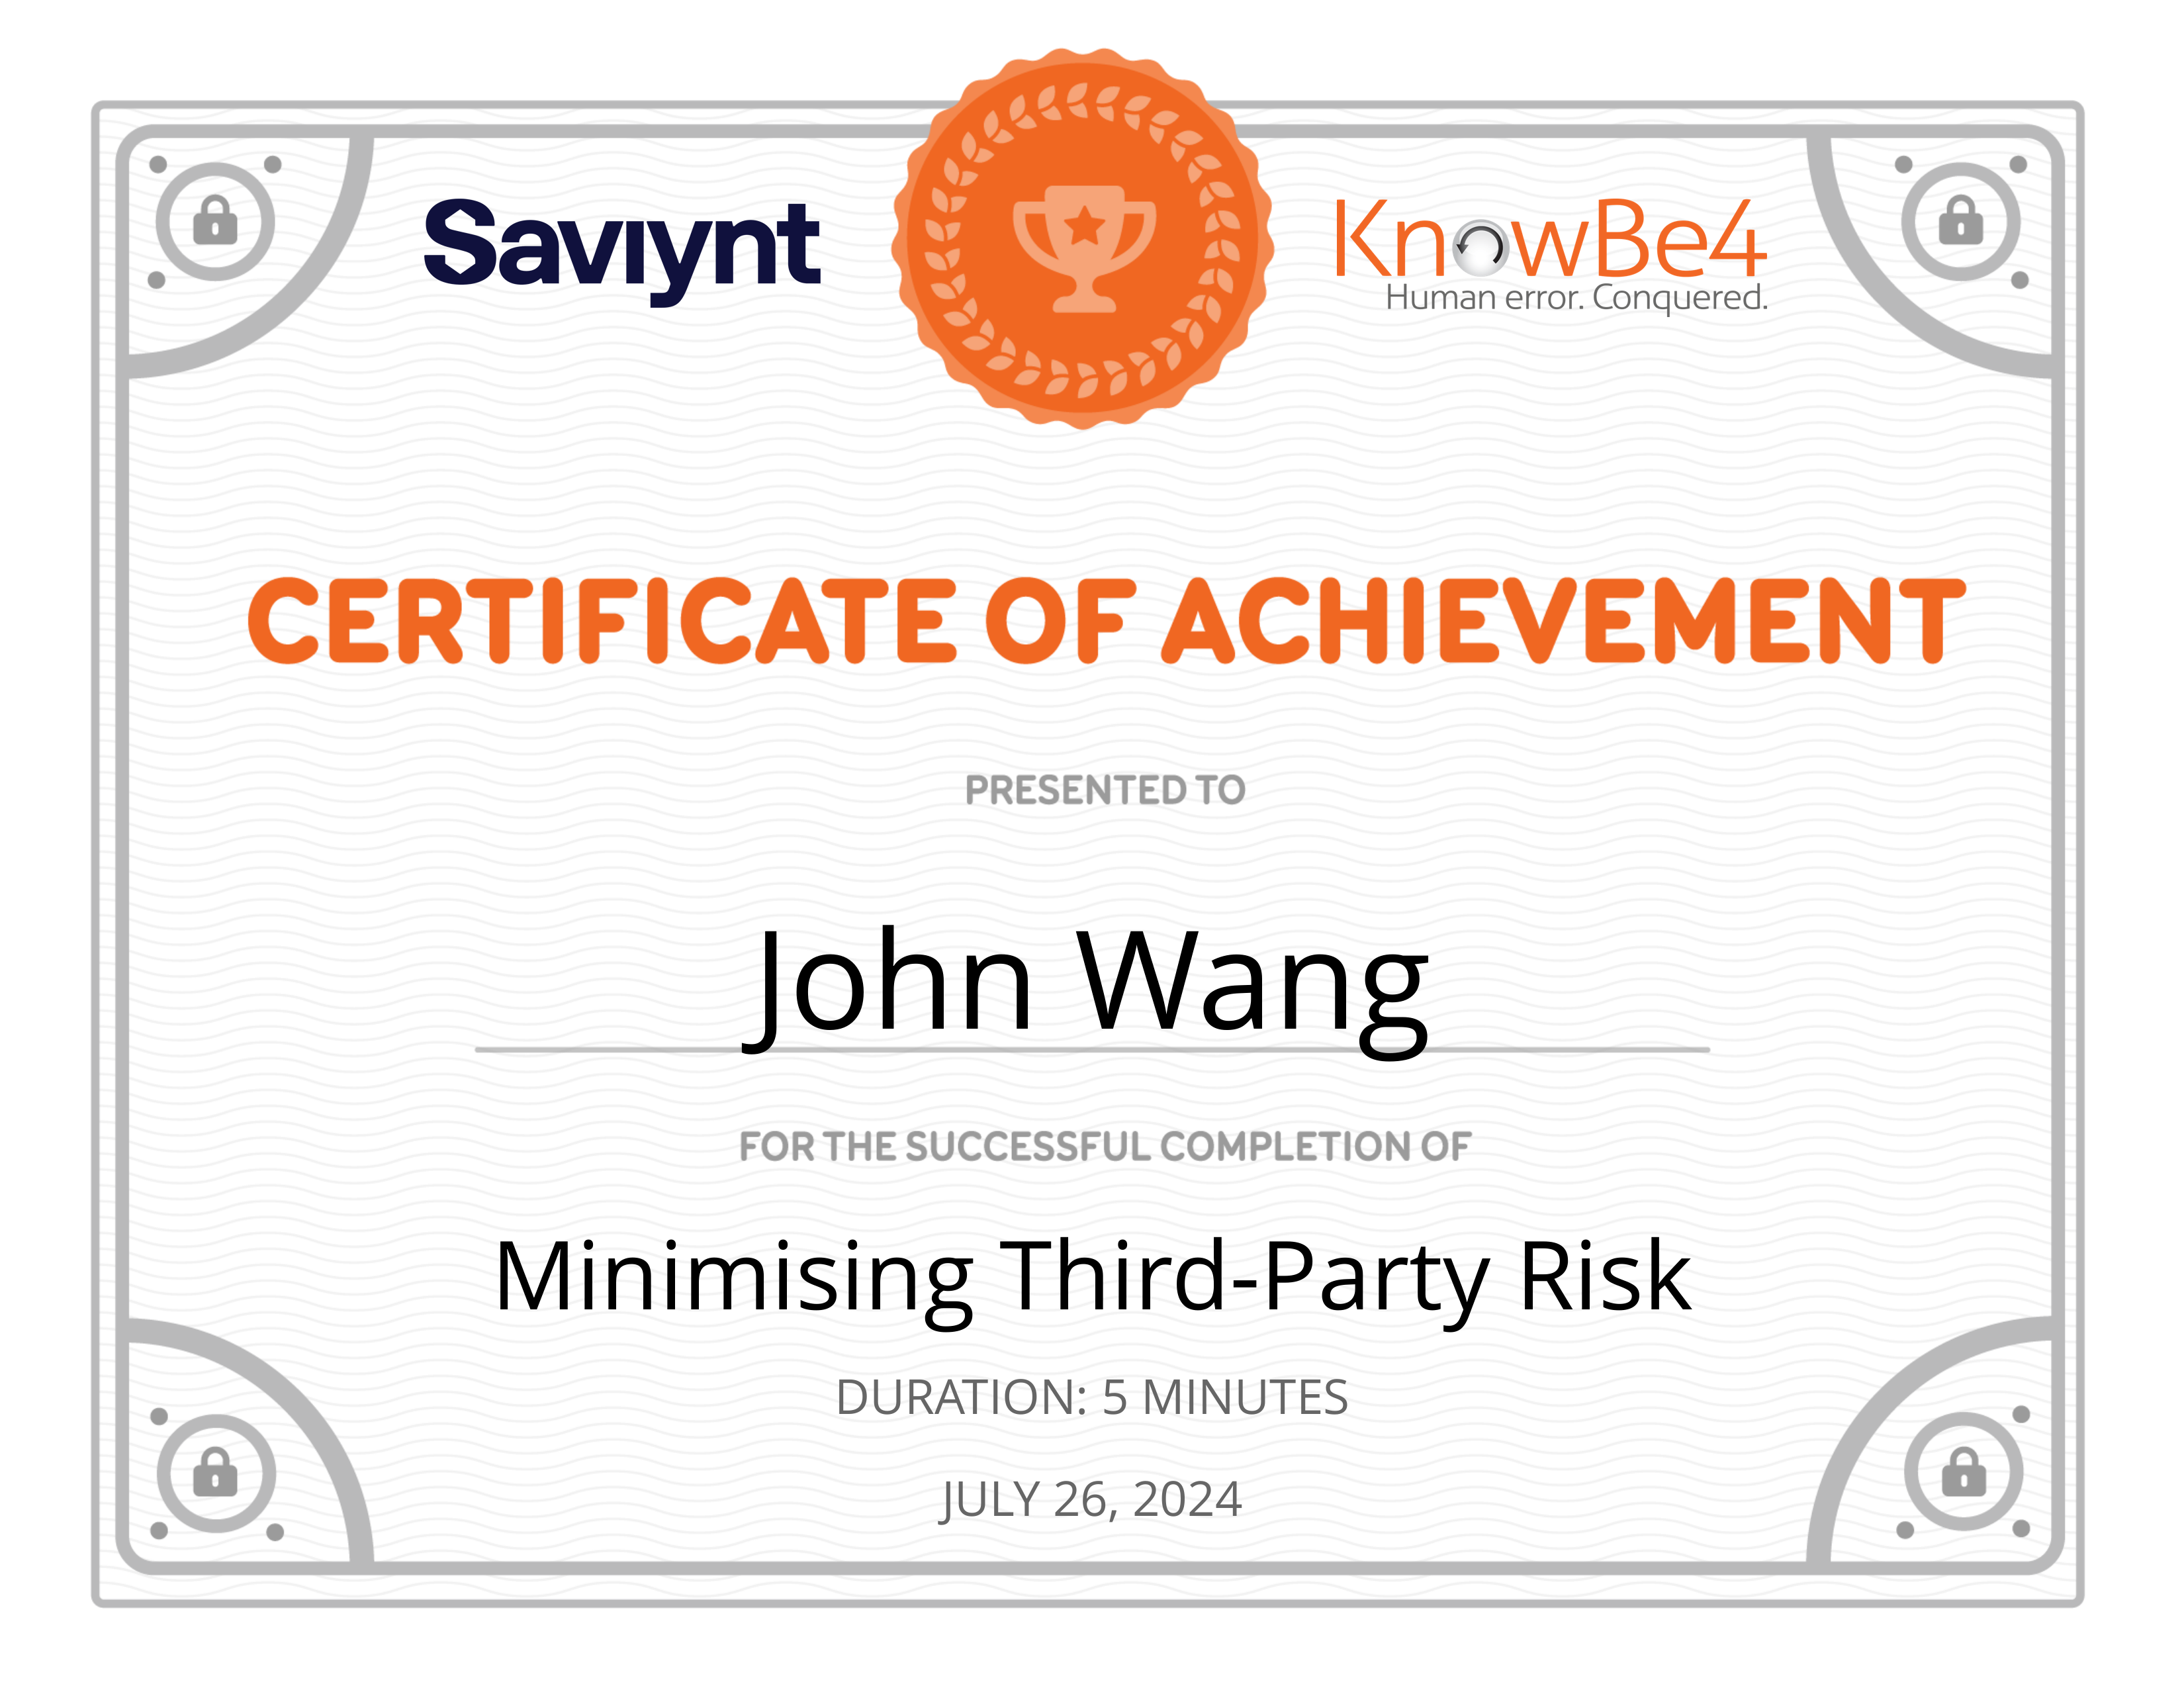 Savıynt
KnowBe4
Human error. Conquered.
CERTIFICATE OF ACHIEVEMENT
PRESENTED TO
John Wang
FOR THE SUCCESSFUL COMPLETION OF
Minimising Third-Party Risk
DURATION: 5 MINUTES
JULY 26, 2024